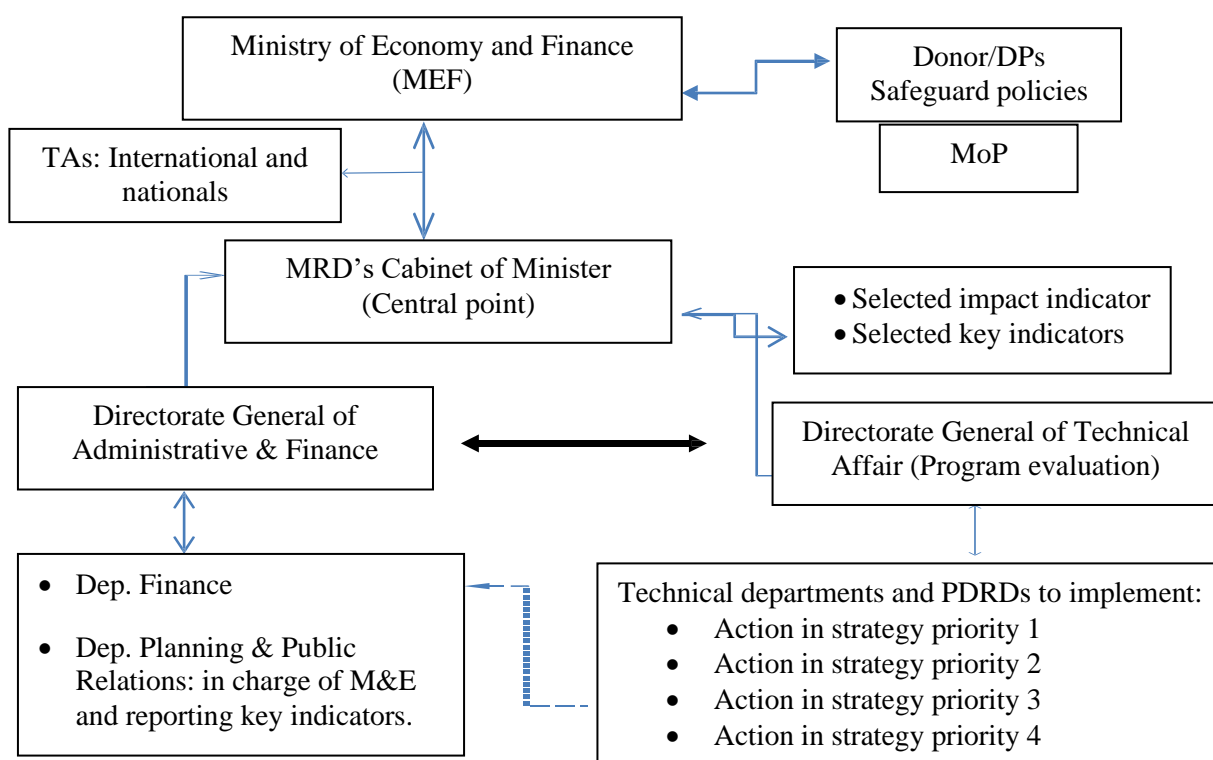 Ministry of Economy and Finance
(MEF)
Donor/DPs
Safeguard policies
MoP
TAs: International and
nationals
MRD's Cabinet of Minister
(Central point)
• Selected impact indicator
• Selected key indicators
Directorate General of
Administrative & Finance
Directorate General of Technical
Affair (Program evaluation)
• Dep. Finance
• Dep. Planning & Public
Relations: in charge of M&E
and reporting key indicators.
Technical departments and PDRDs to implement:
• Action in strategy priority 1
• Action in strategy priority 2
• Action in strategy priority 3
• Action in strategy priority 4